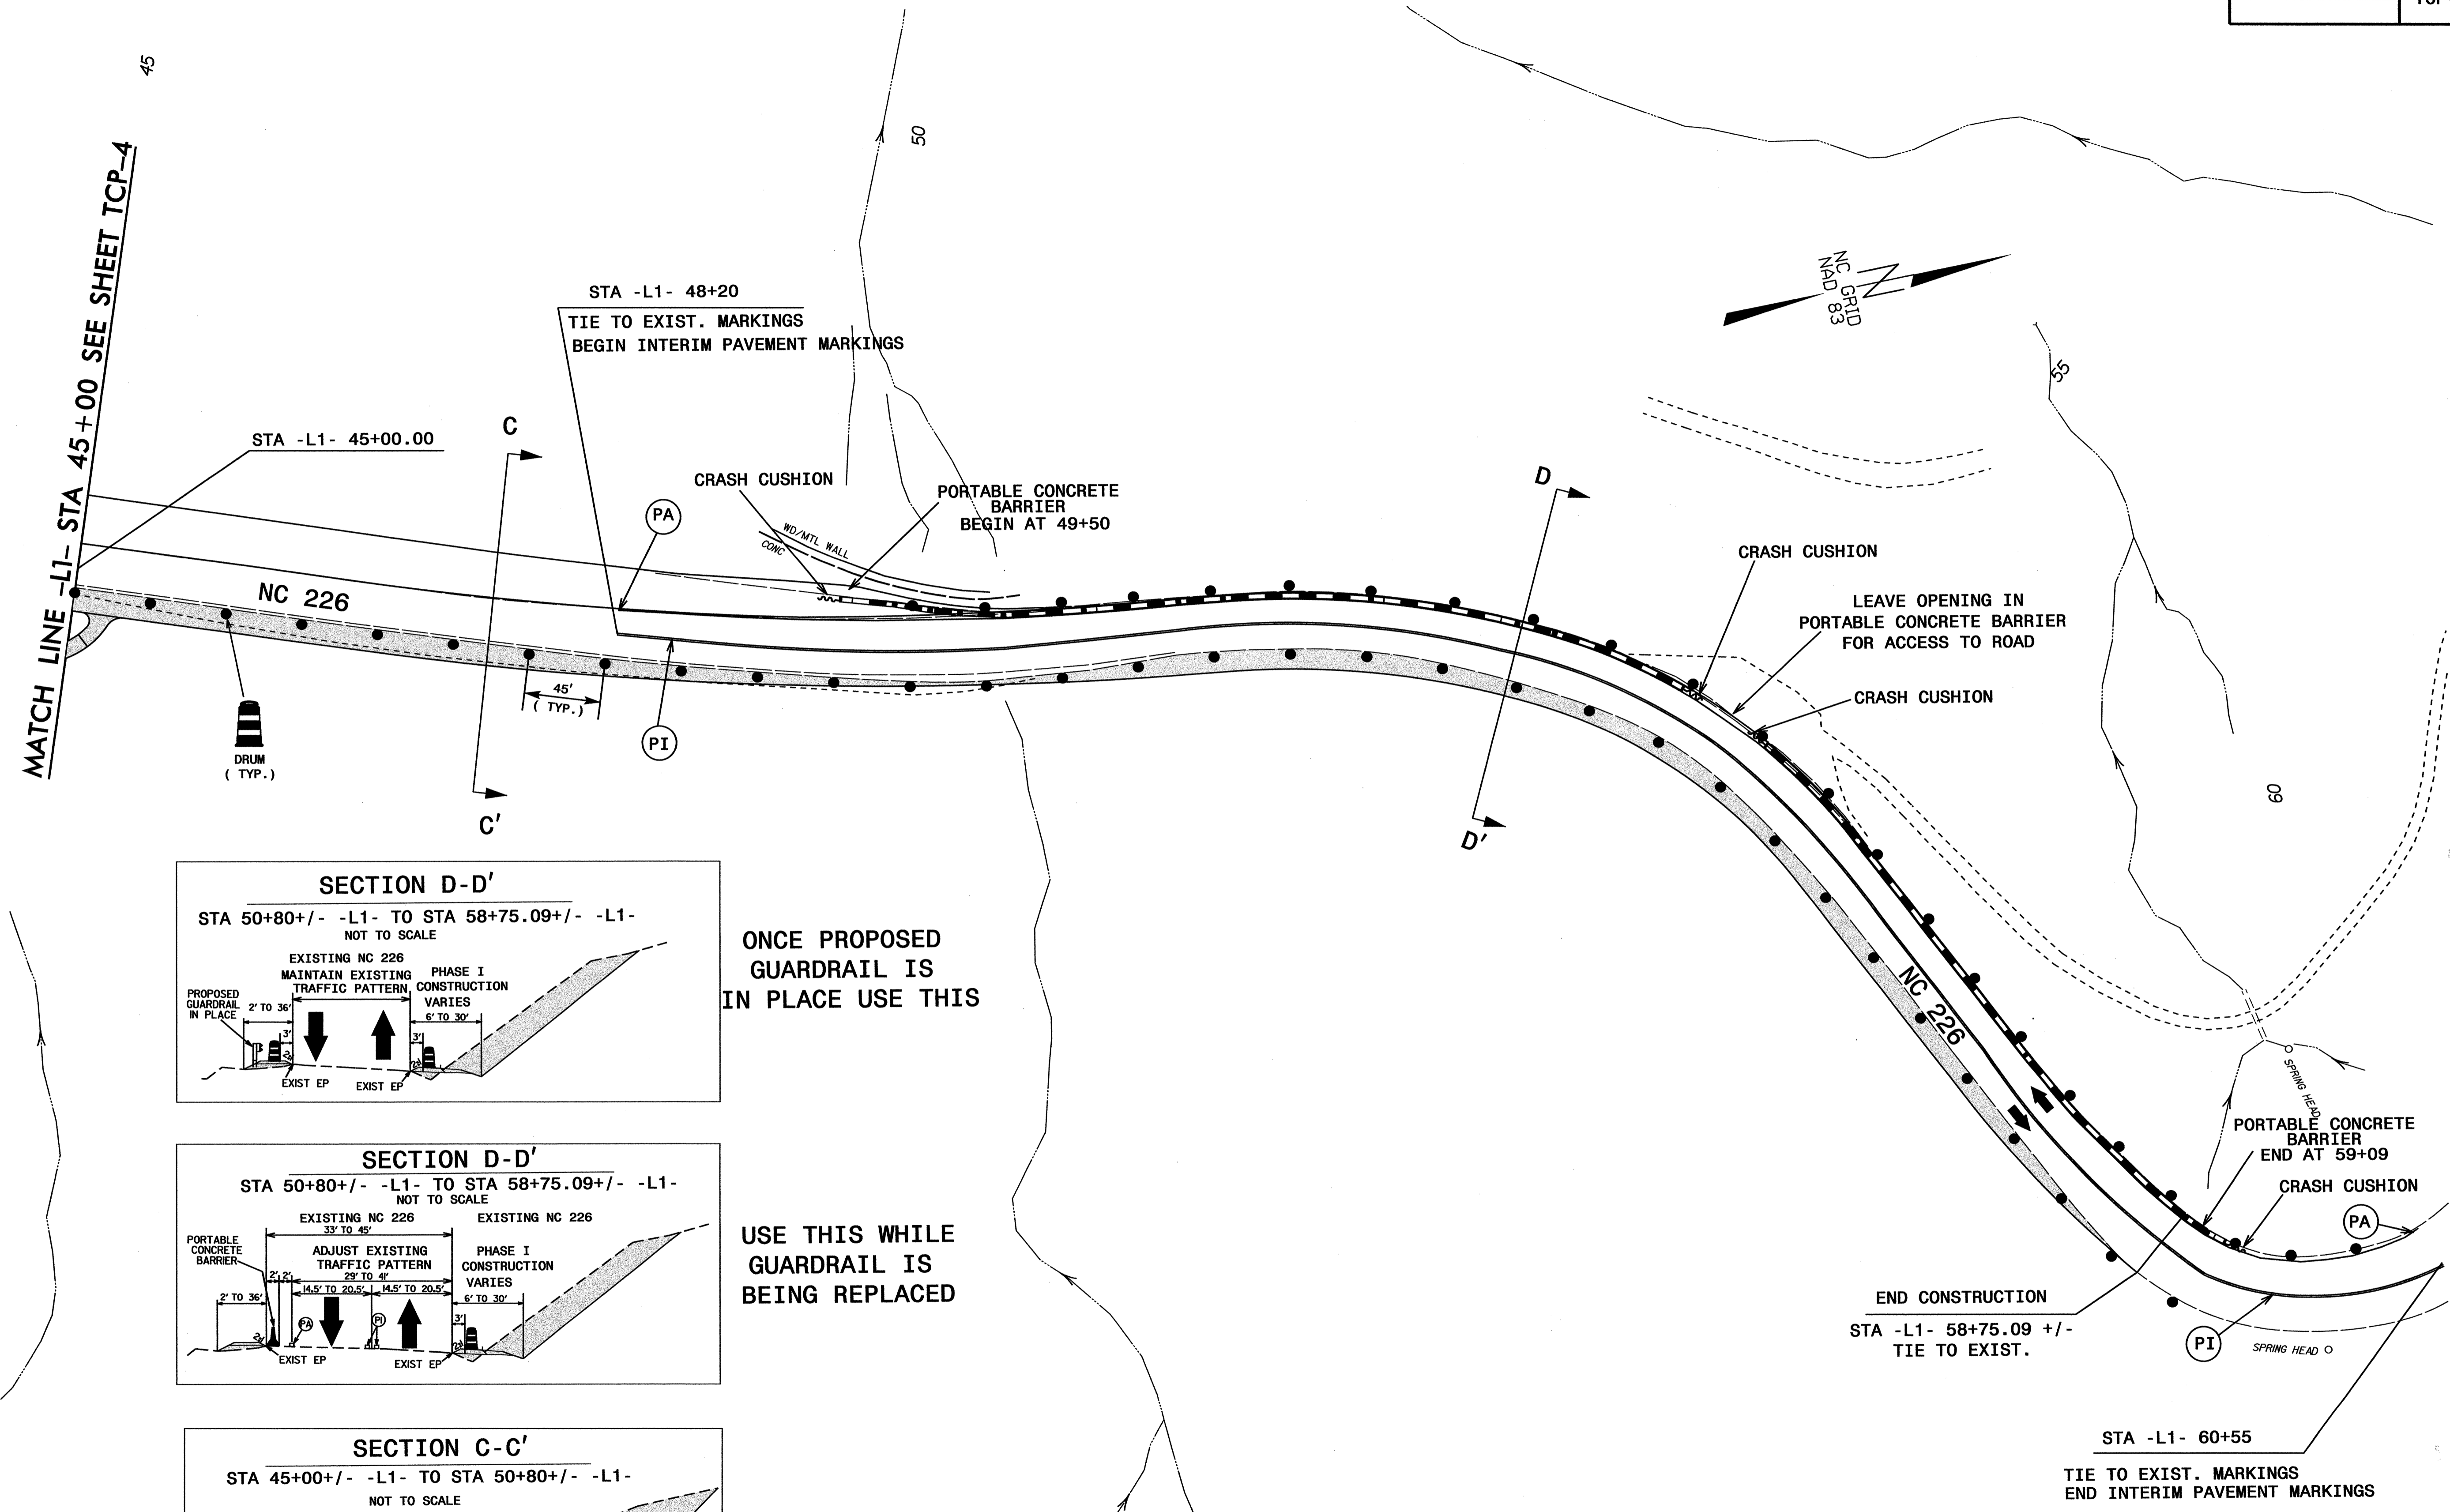 45
50
MATCH LINE -L1- STA 45+00 SEE SHEET TCP-4
STA -L1- 48+20
TIE TO EXIST. MARKINGS
BEGIN INTERIM PAVEMENT MARKINGS
NC GRID
NAD 83
55
STA -L1- 45+00.00
C
CRASH CUSHION
PORTABLE CONCRETE
BARRIER
BEGIN AT 49+50
PA
WD/MTL WALL
CONC
D
CRASH CUSHION
LEAVE OPENING IN
PORTABLE CONCRETE BARRIER
FOR ACCESS TO ROAD
CRASH CUSHION
NC 226
45'
( TYP.)
PI
DRUM
( TYP.)
C'
D'
60
SECTION D-D'
STA 50+80+/- -L1- TO STA 58+75.09+/- -L1-
NOT TO SCALE
EXISTING NC 226
MAINTAIN EXISTING
TRAFFIC PATTERN
PHASE I
CONSTRUCTION
VARIES
6' TO 30'
PROPOSED
GUARDRAIL
IN PLACE
2' TO 36'
3'
3'
EXIST EP
EXIST EP
ONCE PROPOSED
GUARDRAIL IS
IN PLACE USE THIS
NC 226
SPRING HEAD
SECTION D-D'
STA 50+80+/- -L1- TO STA 58+75.09+/- -L1-
NOT TO SCALE
EXISTING NC 226
EXISTING NC 226
33' TO 45'
PORTABLE
CONCRETE
BARRIER
ADJUST EXISTING
TRAFFIC PATTERN
29' TO 41'
PHASE I
CONSTRUCTION
VARIES
2' 2'
14.5' TO 20.5'
14.5' TO 20.5'
2' TO 36'
6' TO 30'
3'
PA
PI
EXIST EP
EXIST EP
USE THIS WHILE
GUARDRAIL IS
BEING REPLACED
PORTABLE CONCRETE
BARRIER
END AT 59+09
CRASH CUSHION
PA
END CONSTRUCTION
STA -L1- 58+75.09 +/-
TIE TO EXIST.
PI
SPRING HEAD
SECTION C-C'
STA 45+00+/- -L1- TO STA 50+80+/- -L1-
NOT TO SCALE
STA -L1- 60+55
TIE TO EXIST. MARKINGS
END INTERIM PAVEMENT MARKINGS